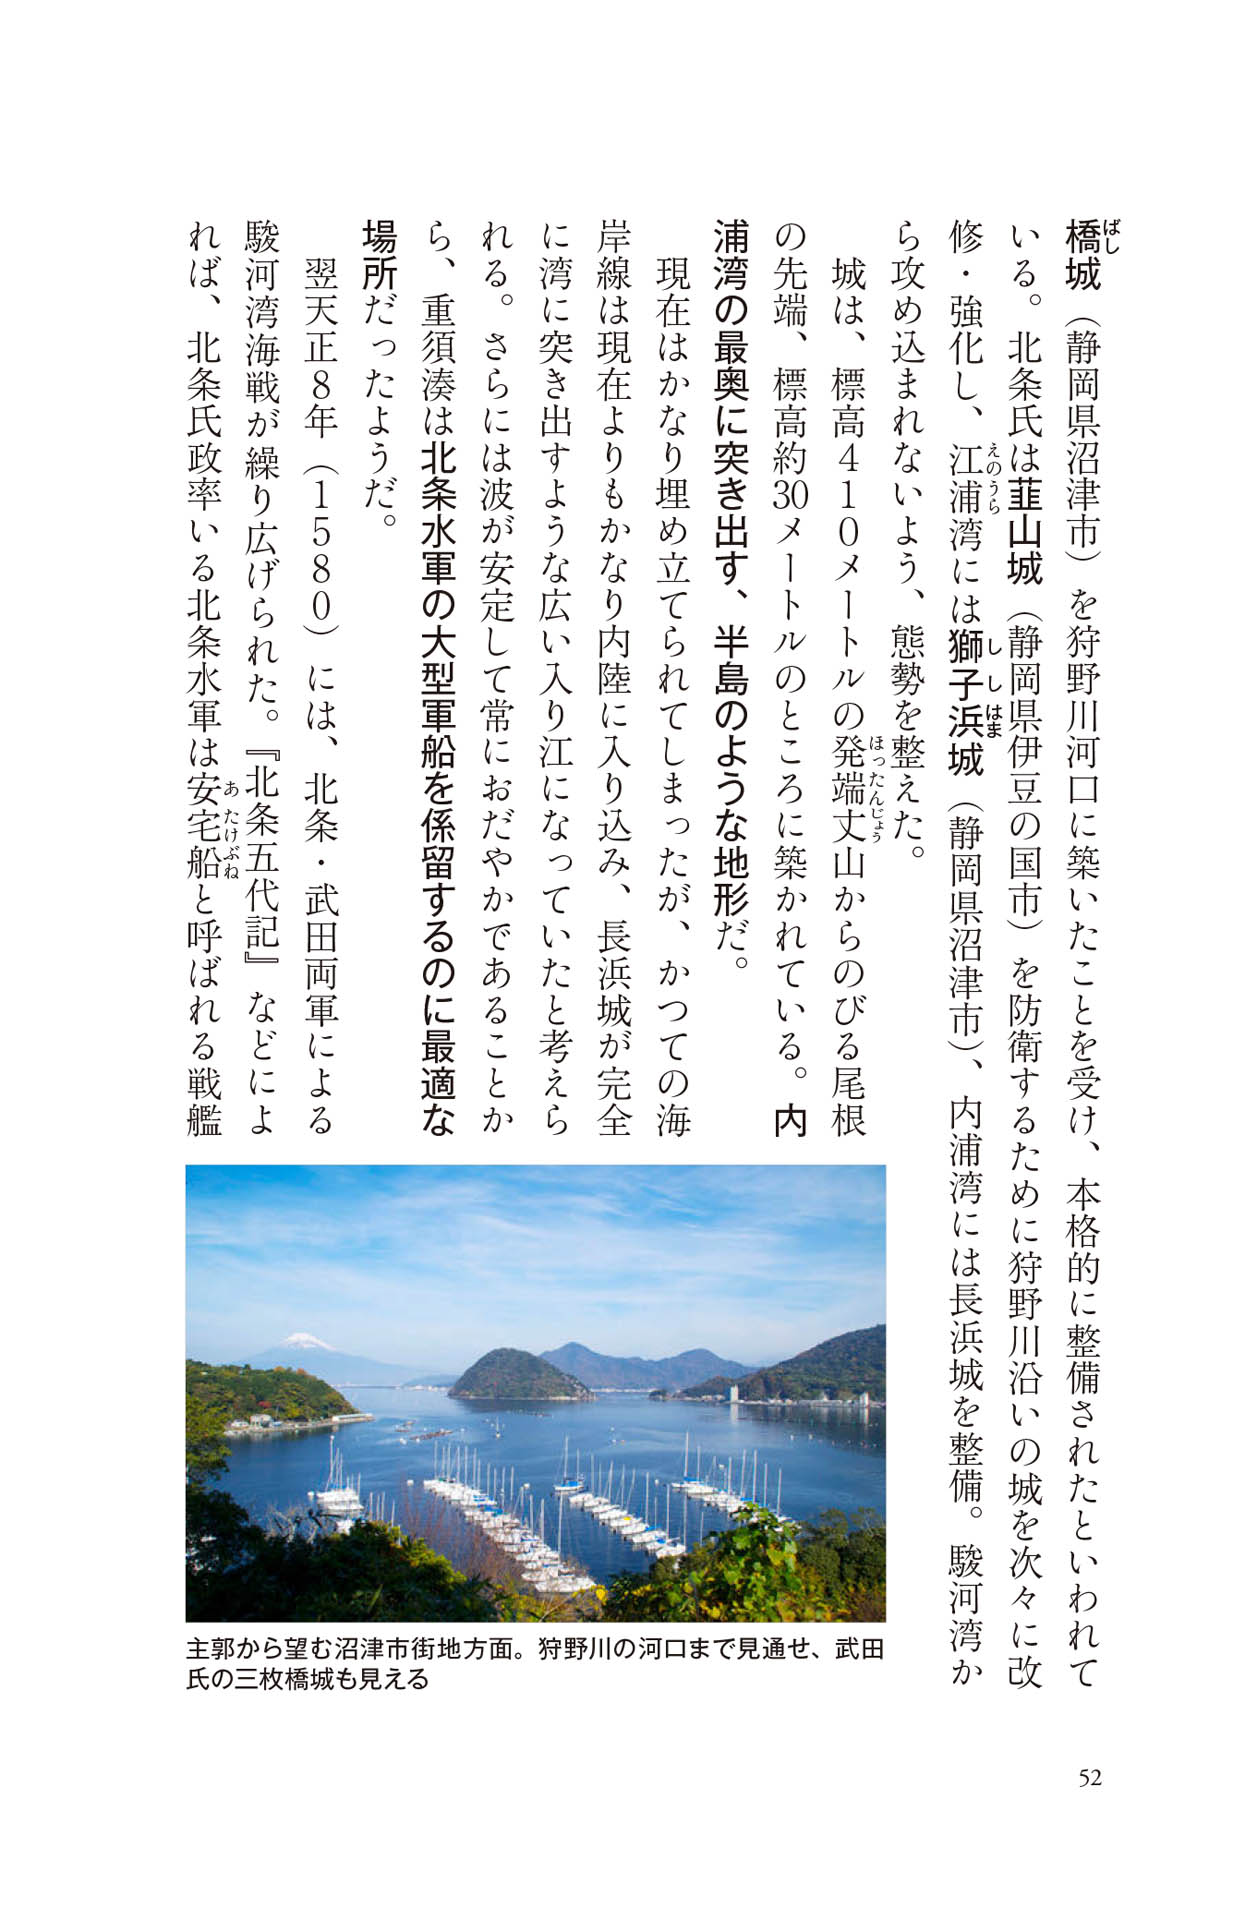 橋城（静岡県沼津市）を狩野川河口に築いたことを受け、本格的に整備されたといわれて
ばし
いる。北条氏は韮山城（静岡県伊豆の国市）を防衛するために狩野川沿いの城を次々に改
修・強化し、江浦湾には獅子浜城（静岡県沼津市）、内浦湾には長浜城を整備。駿河湾か
えのうら
ししはま
ら攻め込まれないよう、態勢を整えた。
　城は、標高４１０メートルの発端丈山からのびる尾根
ほったんじょう
の先端、標高約30メートルのところに築かれている。内
浦湾の最奥に突き出す、半島のような地形だ。
　現在はかなり埋め立てられてしまったが、かつての海
岸線は現在よりもかなり内陸に入り込み、長浜城が完全
に湾に突き出すような広い入り江になっていたと考えら
れる。さらには波が安定して常におだやかであることか
ら、重須湊は北条水軍の大型軍船を係留するのに最適な
場所だったようだ。
　翌天正８年（１５８０）には、北条・武田両軍による
駿河湾海戦が繰り広げられた。『北条五代記』などによ
れば、北条氏政率いる北条水軍は安宅船と呼ばれる戦艦
あたけぶね
主郭から望む沼津市街地方面。狩野川の河口まで見通せ、武田
氏の三枚橋城も見える
52